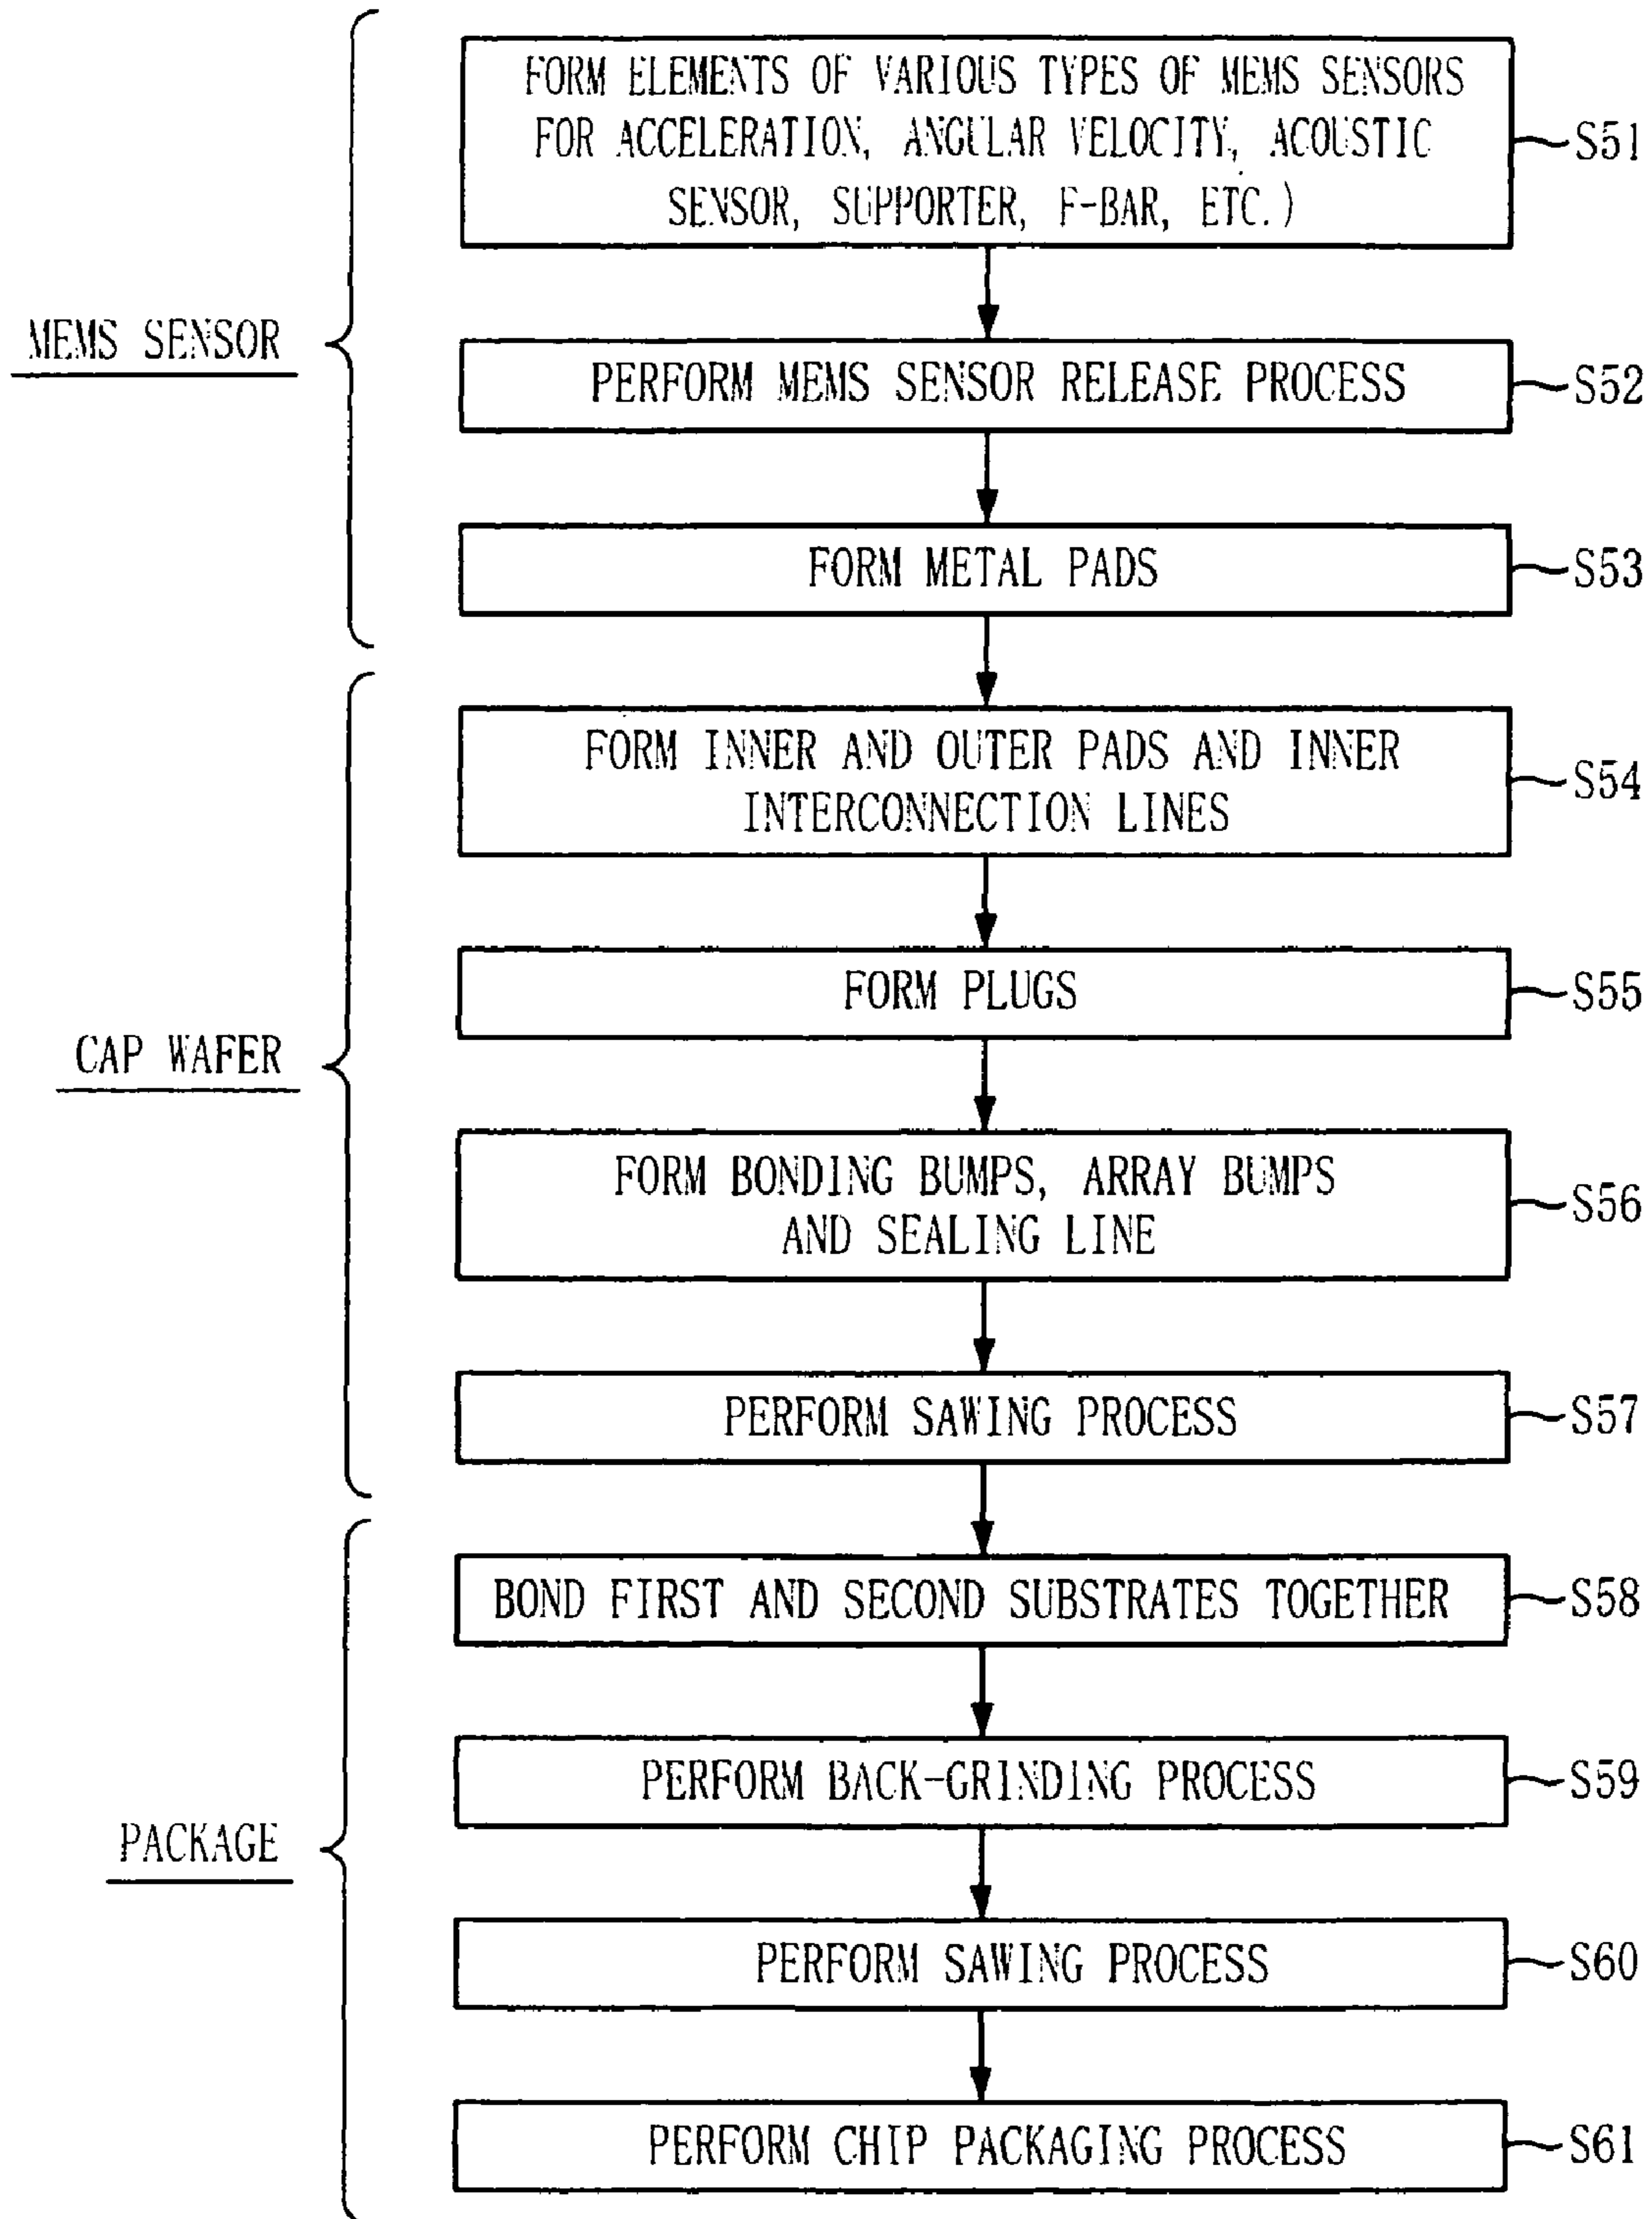 FORM ELEMENTS OF VARIOUS TYPES OF MEMS SENSORS
FOR ACCELERATION, ANGULAR VELOCITY, ACOUSTIC
SENSOR, SUPPORTER, F-BAR, ETC.)
S51
MEMS SENSOR
PERFORM MEMS SENSOR RELEASE PROCESS
S52
FORM METAL PADS
S53
FORM INNER AND OUTER PADS AND INNER
INTERCONNECTION LINES
S54
FORM PLUGS
S55
CAP WAFER
FORM BONDING BUMPS, ARRAY BUMPS
AND SEALING LINE
S56
PERFORM SAWING PROCESS
S57
BOND FIRST AND SECOND SUBSTRATES TOGETHER
S58
PERFORM BACK-GRINDING PROCESS
S59
PACKAGE
PERFORM SAWING PROCESS
S60
PERFORM CHIP PACKAGING PROCESS
S61